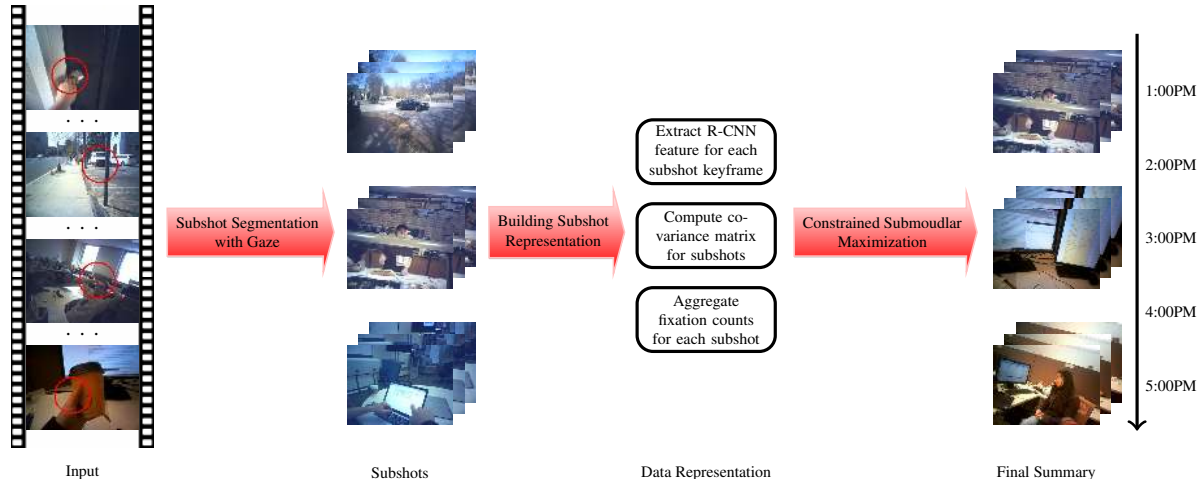 . . .
. . .
. . .
Input
Subshot Segmentation
with Gaze
Subshots
Building Subshot
Representation
Extract R-CNN
feature for each
subshot keyframe
Compute co-
variance matrix
for subshots
Aggregate
fixation counts
for each subshot
Data Representation
Constrained Submoudlar
Maximization
Final Summary
1:00PM
2:00PM
3:00PM
4:00PM
5:00PM